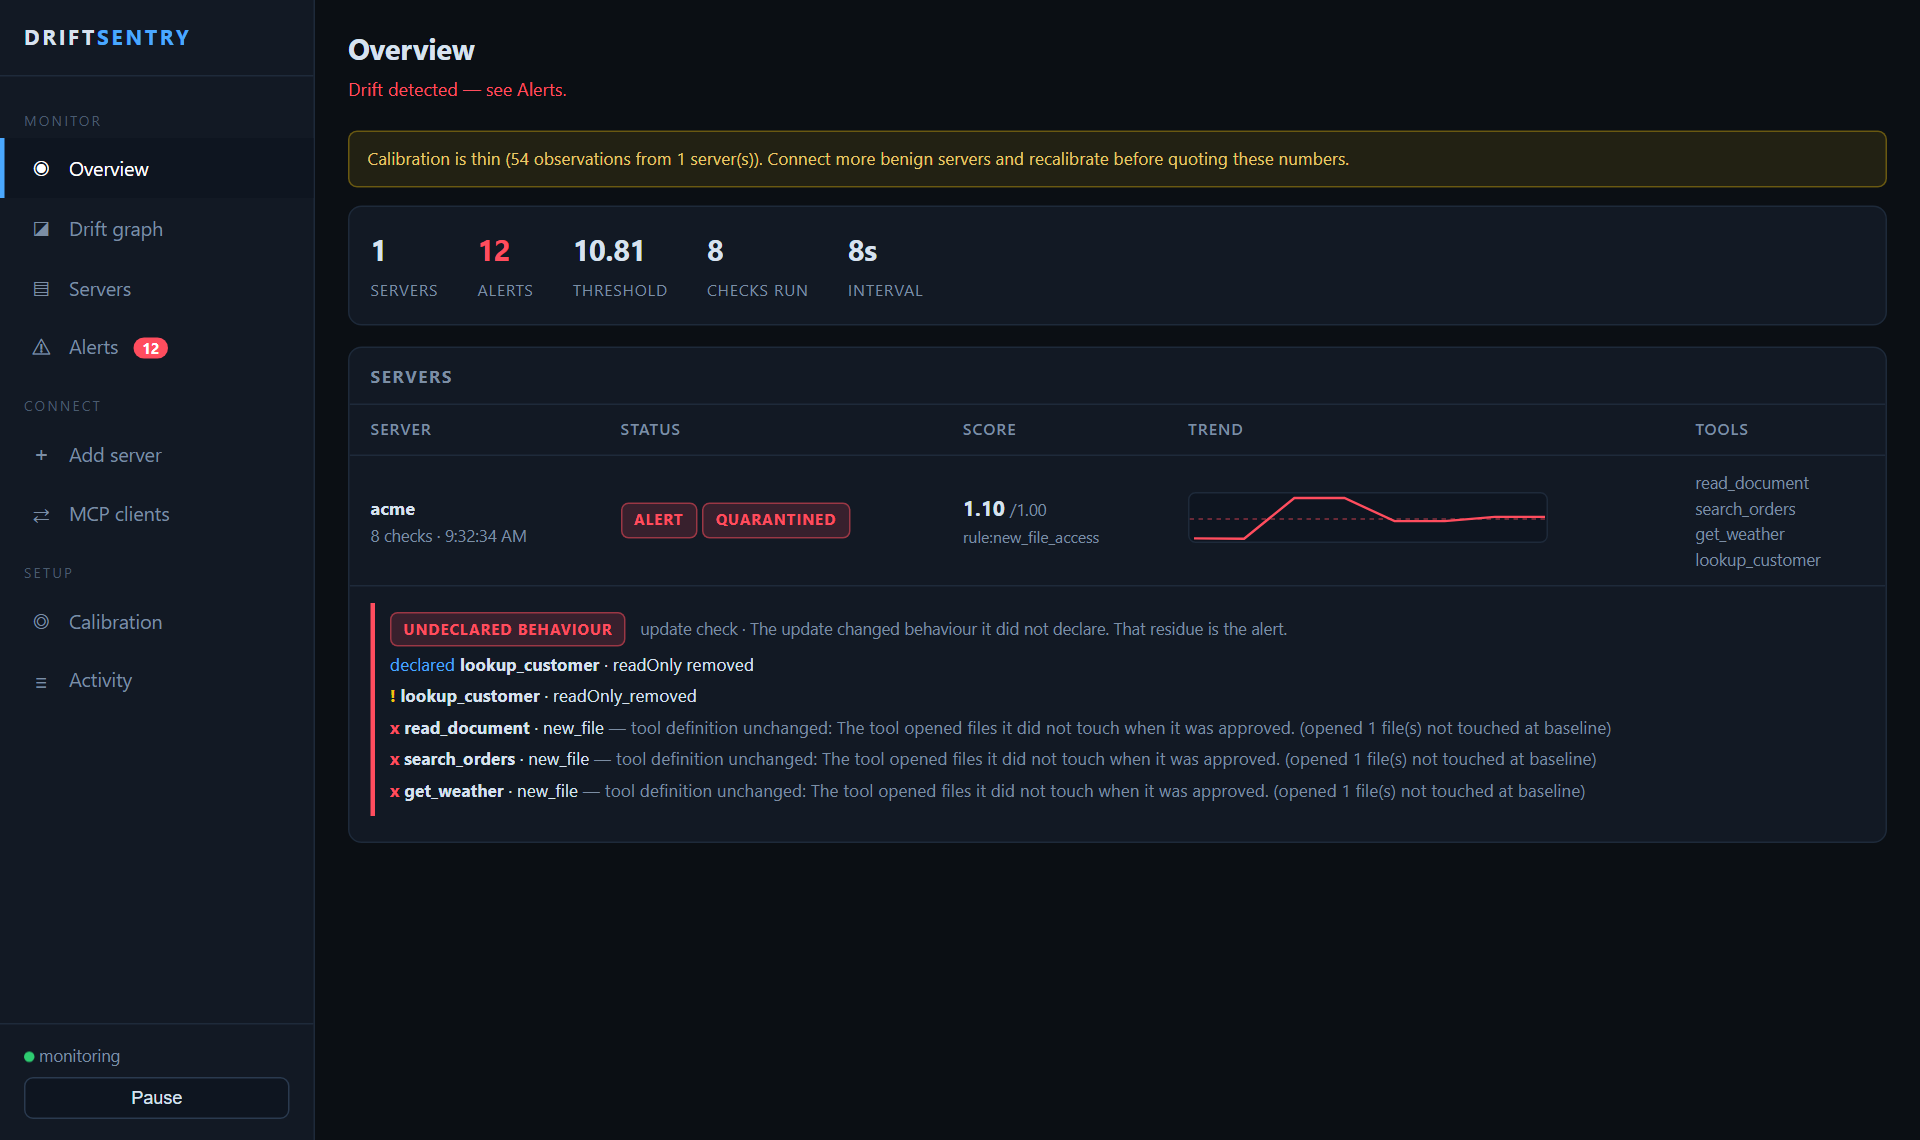 DRIFTSENTRY
MONITOR
Overview
Drift graph
Servers
Alerts 12
CONNECT
+ Add server
MCP clients
SETUP
Calibration
Activity
monitoring
Pause
Overview
Drift detected — see Alerts.
Calibration is thin (54 observations from 1 server(s)). Connect more benign servers and recalibrate before quoting these numbers.
1 12 10.81 8 8s
SERVERS ALERTS THRESHOLD CHECKS RUN INTERVAL
SERVERS
SERVER STATUS SCORE TREND TOOLS
acme
8 checks · 9:32:34 AM
ALERT QUARANTINED
1.10 /1.00
rule:new_file_access
read_document
search_orders
get_weather
lookup_customer
UNDECLARED BEHAVIOUR update check · The update changed behaviour it did not declare. That residue is the alert.
declared lookup_customer · readOnly removed
! lookup_customer · readOnly_removed
x read_document · new_file — tool definition unchanged: The tool opened files it did not touch when it was approved. (opened 1 file(s) not touched at baseline)
x search_orders · new_file — tool definition unchanged: The tool opened files it did not touch when it was approved. (opened 1 file(s) not touched at baseline)
x get_weather · new_file — tool definition unchanged: The tool opened files it did not touch when it was approved. (opened 1 file(s) not touched at baseline)